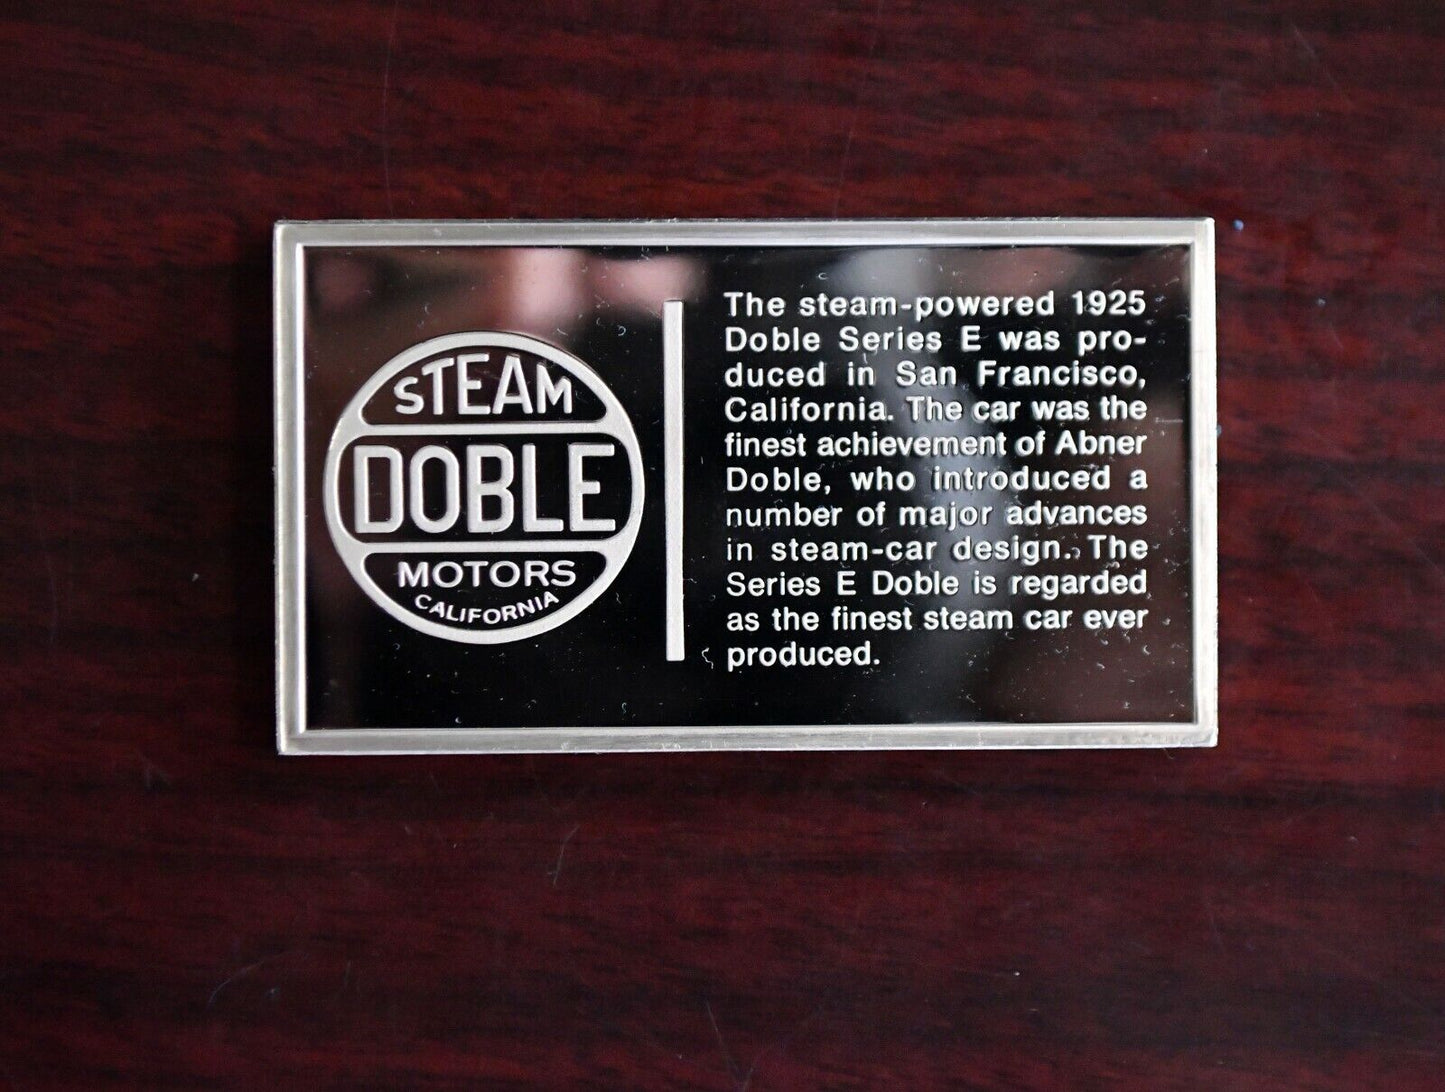 STEAM
DOBLE
MOTORS
CALIFORNIA
The steam-powered 1925
Doble Series E was pro-
duced in San Francisco,
California. The car was the
finest achievement of Abner
Doble, who introduced a
number of major advances
in steam-car design. The
Series E Doble is regarded
as the finest steam car ever
produced.